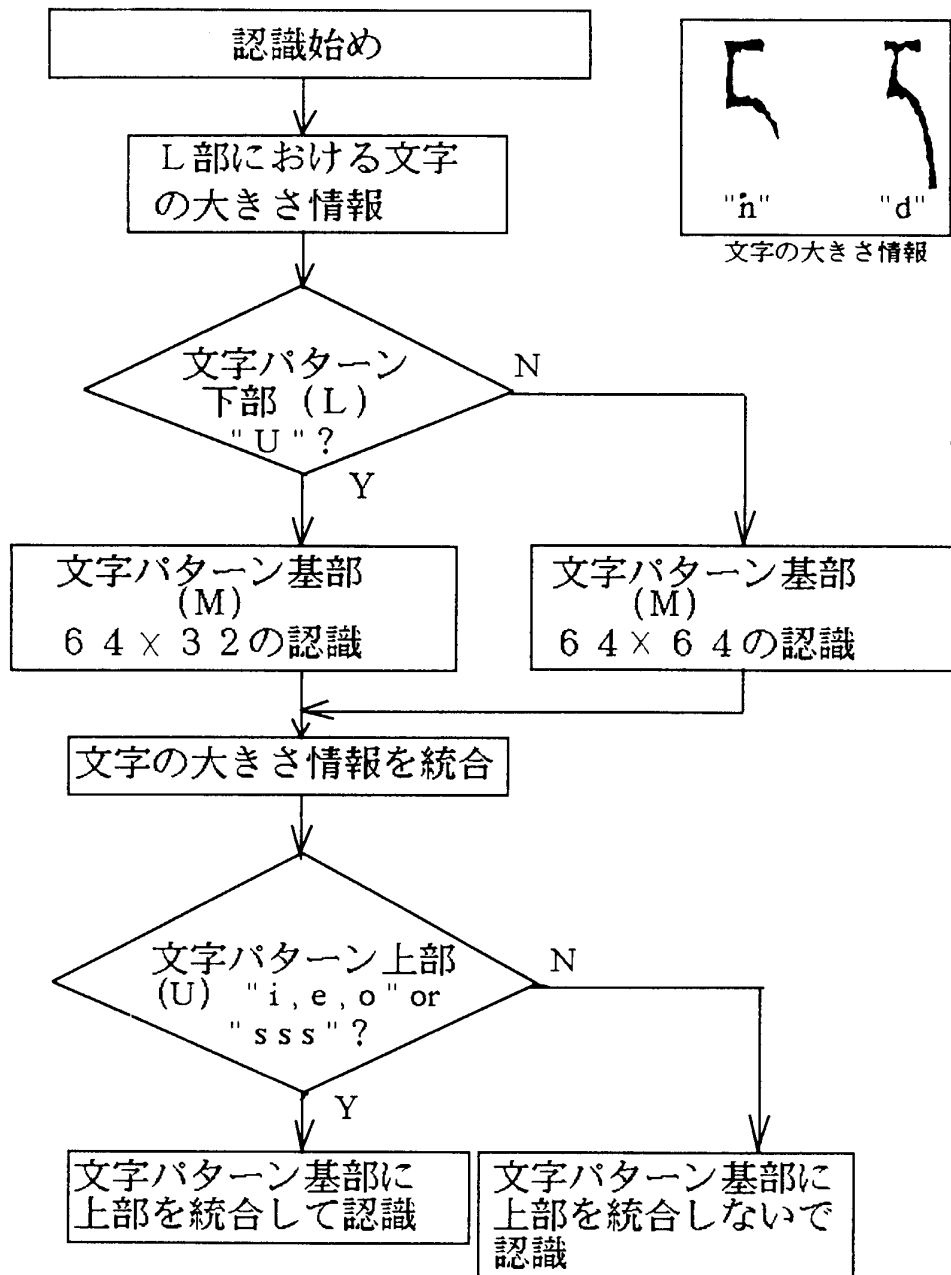 認識始め
L部における文字
の大きさ情報
"ṅ" "d"
文字の大きさ情報
文字パターン
下部 (L)
"U"?
N
Y
文字パターン基部
(M)
64×32の認識
文字パターン基部
(M)
64×64の認識
文字の大きさ情報を統合
文字パターン上部
(U) "i, e, o" or
"sss"?
N
Y
文字パターン基部に
上部を統合して認識
文字パターン基部に
上部を統合しないで
認識